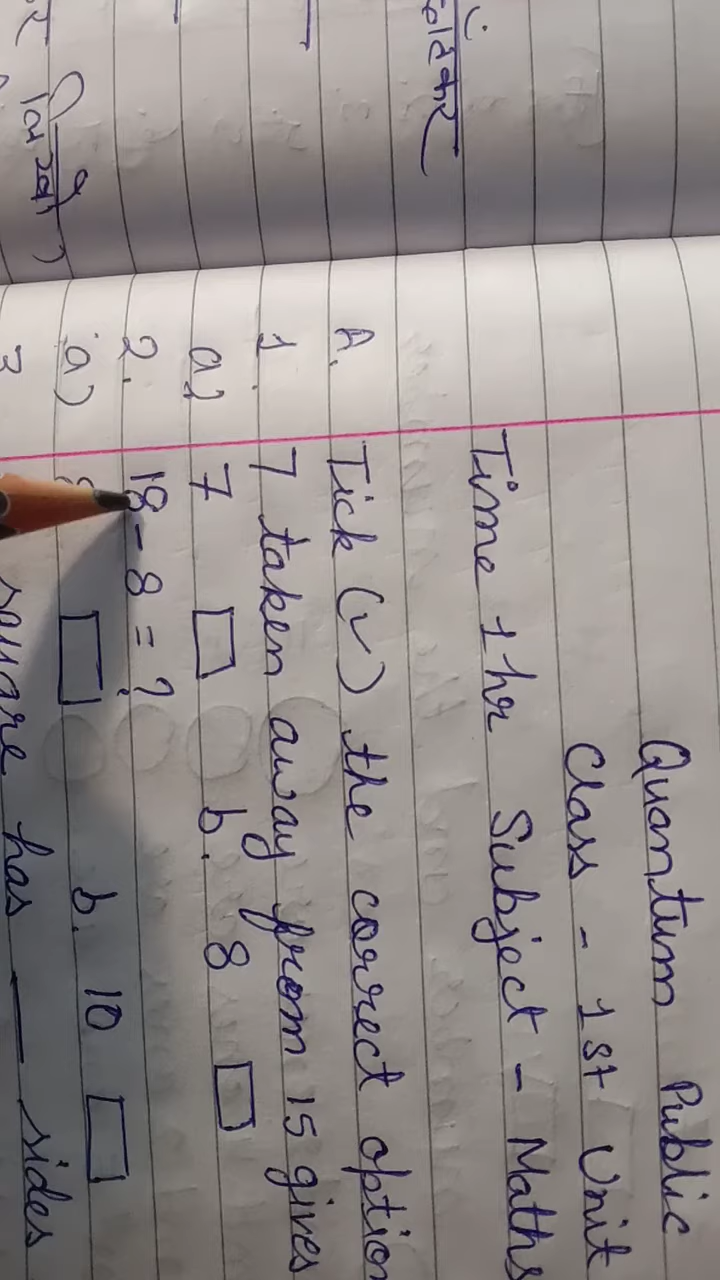 Quantum Public
Class - 1st Unit
Time 1 hr Subject - Maths
A. Tick (✓) the correct option
1. 7 taken away from 15 gives
a) 7 b. 8
2. 18 - 8 = ?
a) b. 10
square has ___ sides